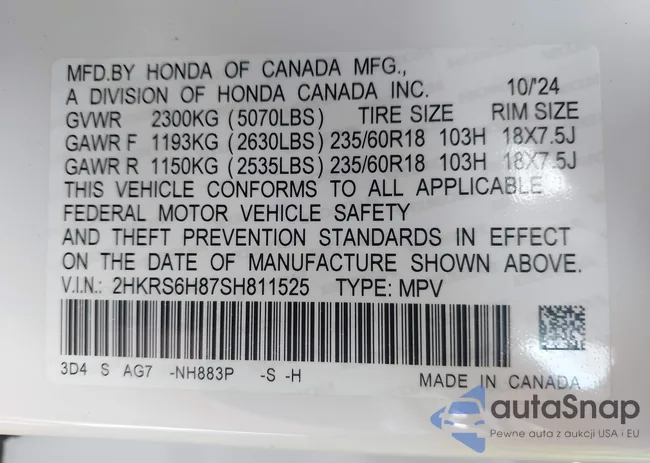 MFD.BY HONDA OF CANADA MFG.,
A DIVISION OF HONDA CANADA INC. 10/'24
GVWR 2300KG (5070LBS) TIRE SIZE RIM SIZE
GAWR F 1193KG (2630LBS) 235/60R18 103H 18X7.5J
GAWR R 1150KG (2535LBS) 235/60R18 103H 18X7.5J
THIS VEHICLE CONFORMS TO ALL APPLICABLE
FEDERAL MOTOR VEHICLE SAFETY
AND THEFT PREVENTION STANDARDS IN EFFECT
ON THE DATE OF MANUFACTURE SHOWN ABOVE.
V.I.N.: 2HKRS6H87SH811525 TYPE: MPV
3D4 S AG7 -NH883P -S -H
MADE IN CANADA
autaSnap
Pewne auta z aukcji USA i EU